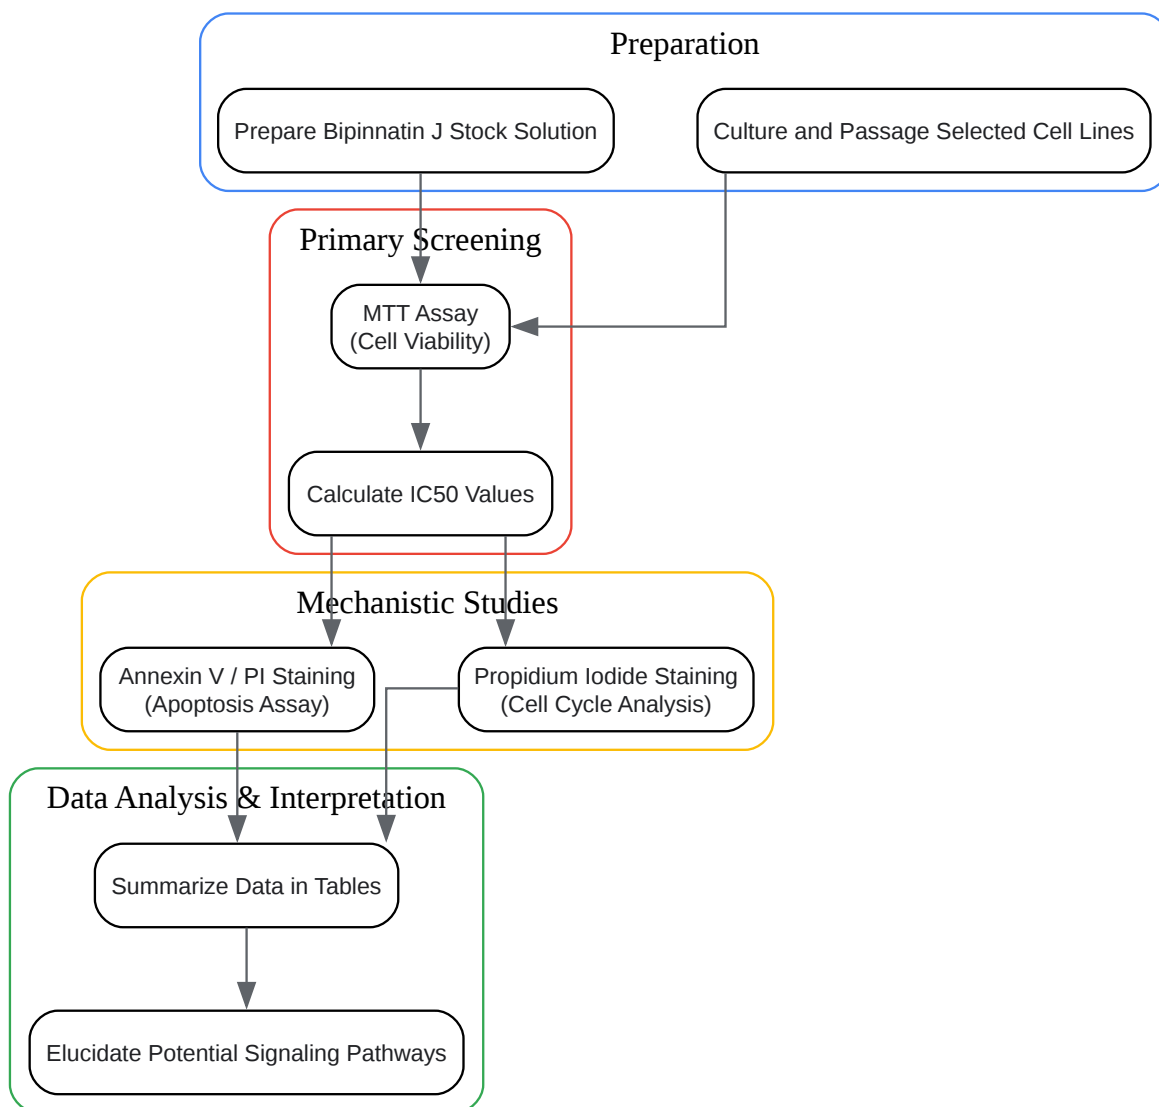 Preparation
Prepare Bipinnatin J Stock Solution
Culture and Passage Selected Cell Lines
Primary Screening
MTT Assay
(Cell Viability)
Calculate IC50 Values
Mechanistic Studies
Annexin V / PI Staining
(Apoptosis Assay)
Propidium Iodide Staining
(Cell Cycle Analysis)
Data Analysis & Interpretation
Summarize Data in Tables
Elucidate Potential Signaling Pathways